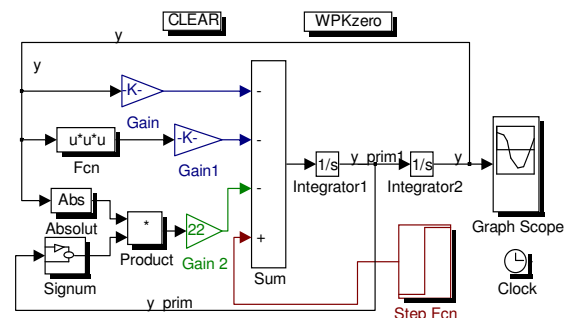 CLEAR
WPKzero
y
y
-K-
-
Gain
u*u*u
-K-
-
y_prim1
Fcn
Gain1
1/s
1/s
y
Integrator1
Integrator2
Abs
-
Graph Scope
Absolut
*
22
+
Product
Gain 2
Sum
Signum
Clock
y_prim
Step Fcn